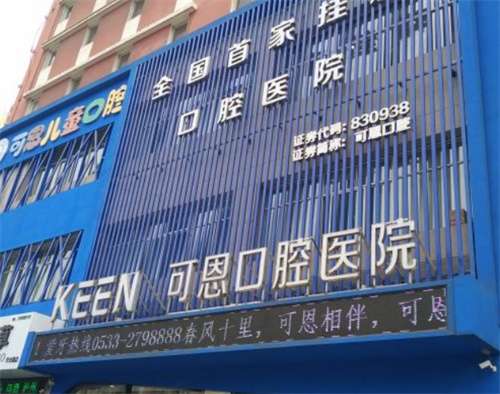 全国首家挂
口腔医院
可恩儿童口腔
证券代码：830938
证券简称：可恩口腔
KEEN 可恩口腔医院
爱牙热线0533-2798888春风十里，可恩相伴，可恩